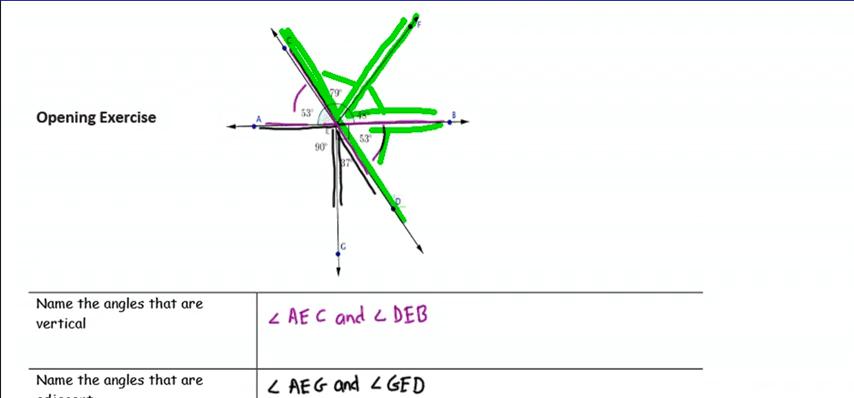 F
C
79°
Opening Exercise
53°
A
B
E
53°
90°
37°
D
G
Name the angles that are
vertical
∠ AEC and ∠ DEB
Name the angles that are
∠ AEG and ∠ GED